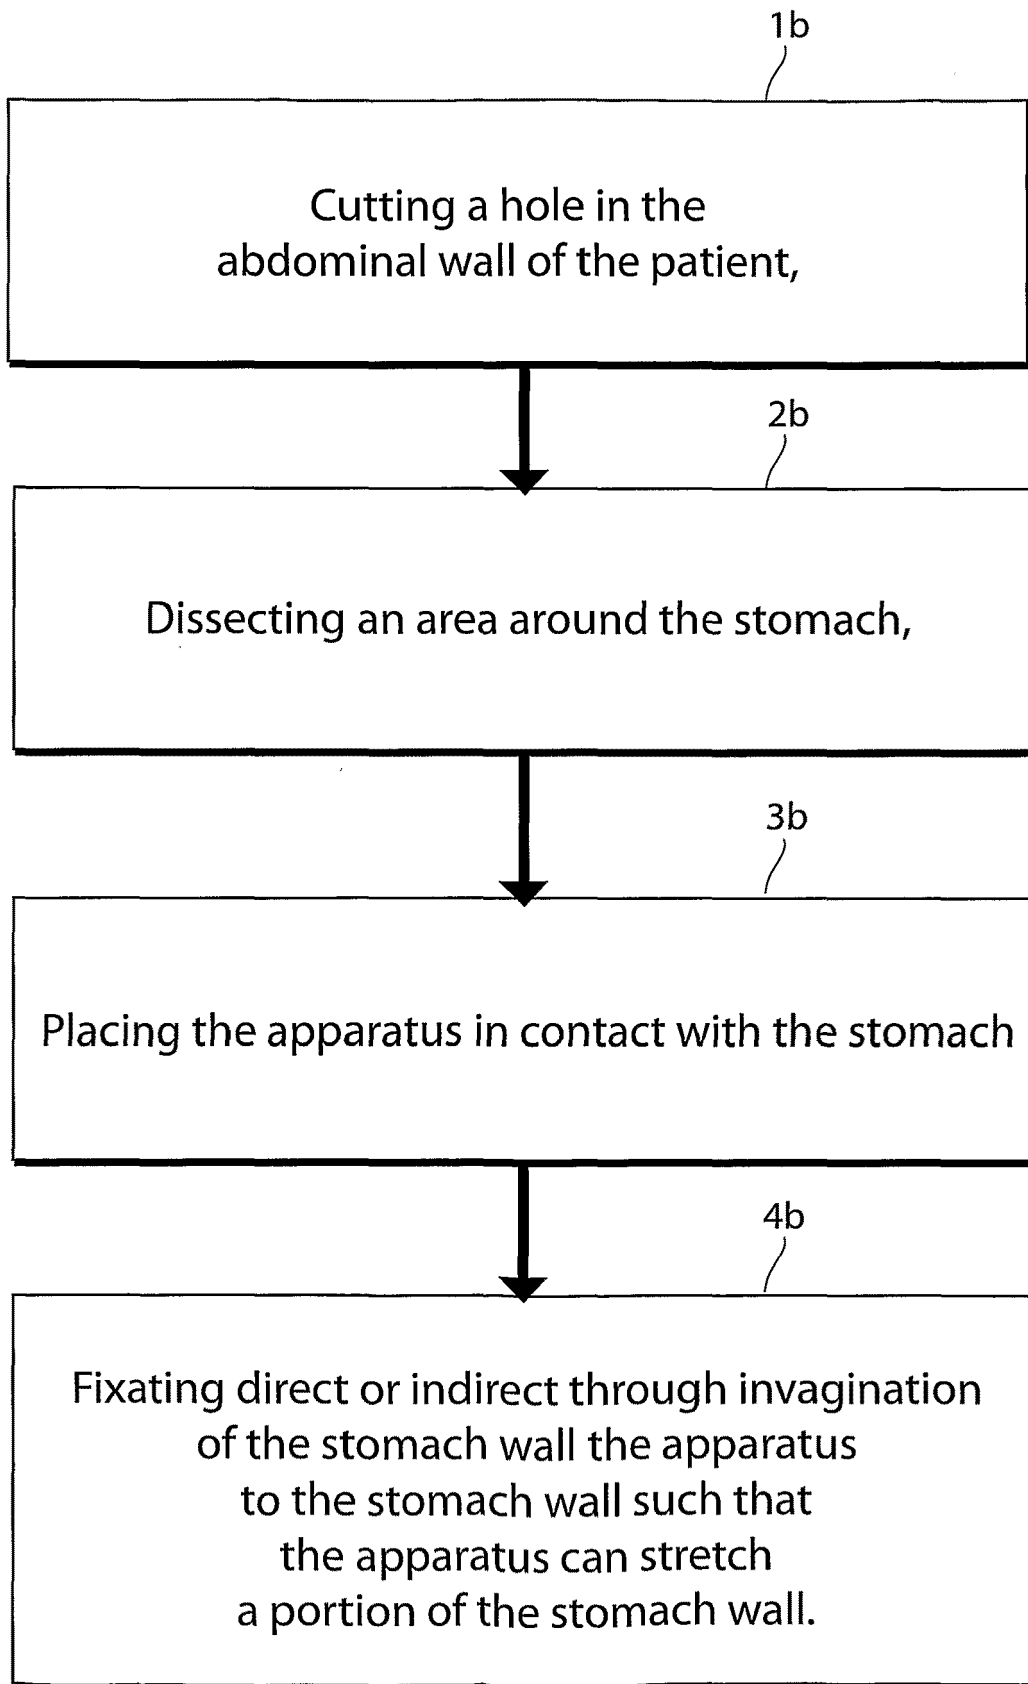 1b
Cutting a hole in the
abdominal wall of the patient,
2b
Dissecting an area around the stomach,
3b
Placing the apparatus in contact with the stomach
4b
Fixating direct or indirect through invagination
of the stomach wall the apparatus
to the stomach wall such that
the apparatus can stretch
a portion of the stomach wall.